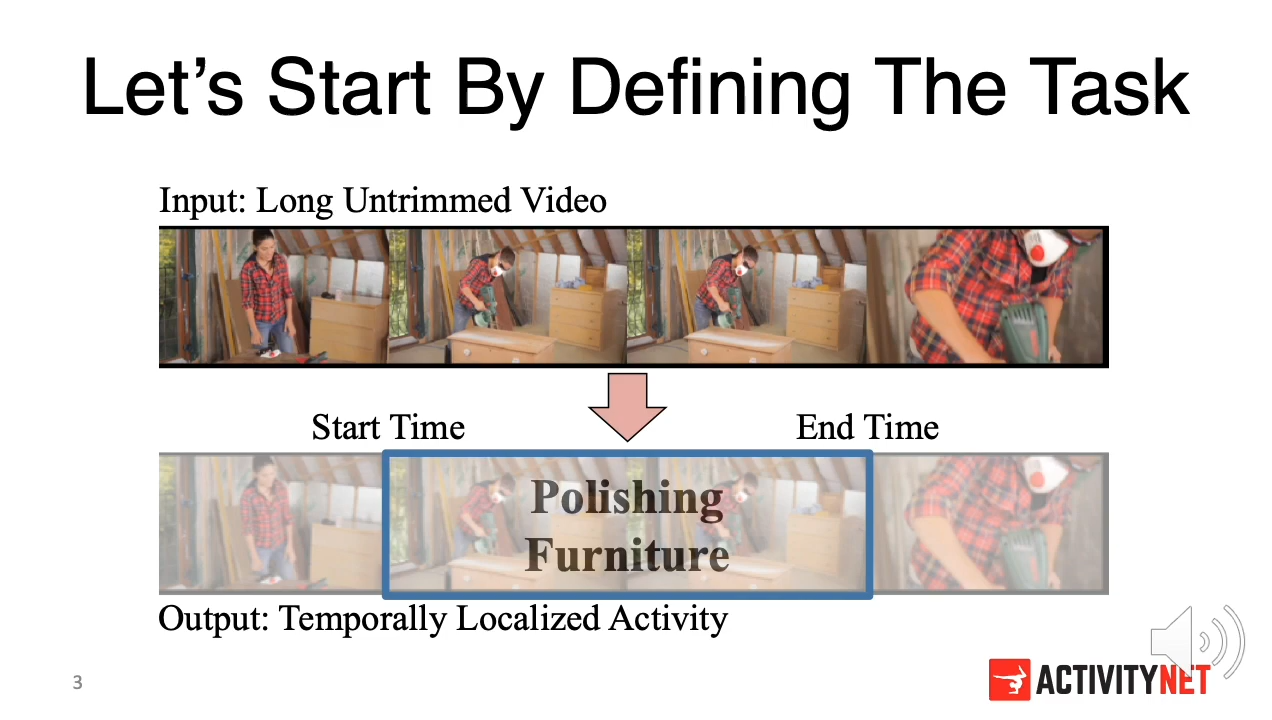 Let’s Start By Defining The Task
Input: Long Untrimmed Video
Start Time
End Time
Polishing
Furniture
Output: Temporally Localized Activity
3
ACTIVITYNET